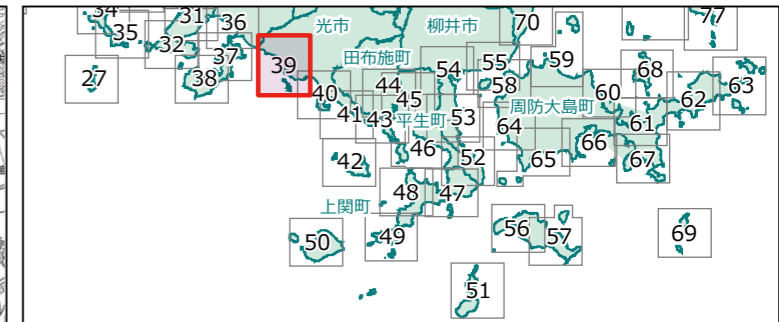 34 31 36 光市 柳井市 70 77
35 32 37 39 田布施町 54 55 59 68
27 38 40 44 58 60 62 63
41 43 45 平生町 53 周防大島町 61
42 46 52 64 65 66 67
48 47
上関町
50 49 56 57 69
51